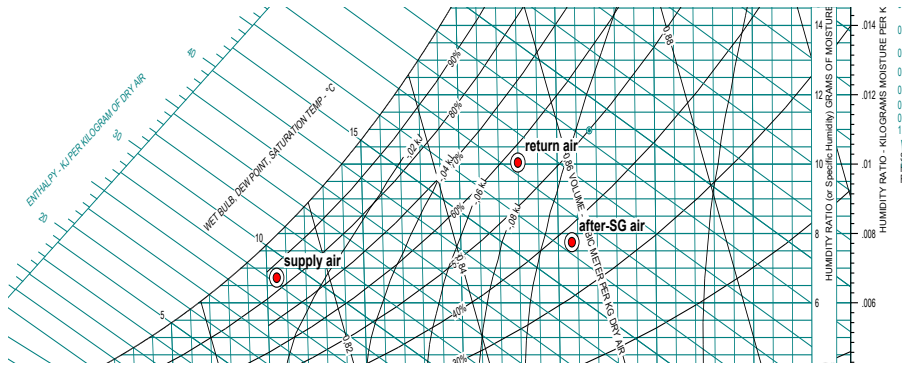 ENTHALPY - KJ PER KILOGRAM OF DRY AIR
WET BULB, DEW POINT, SATURATION TEMP - °C
5
10
15
90%
80%
70%
60%
40%
30%
.02 kJ
-.04 kJ
-.06 kJ
-.08 kJ
0.82
0.84
0.86 VOLUME -
BIC METER PER KG DRY AIR
0.88
return air
after-SG air
supply air
14
12
10
8
6
HUMIDITY RATIO (or Specific Humidity) GRAMS OF MOISTURE
.014
.012
.010
.008
.006
HUMIDITY RATIO - KILOGRAMS MOISTURE PER K